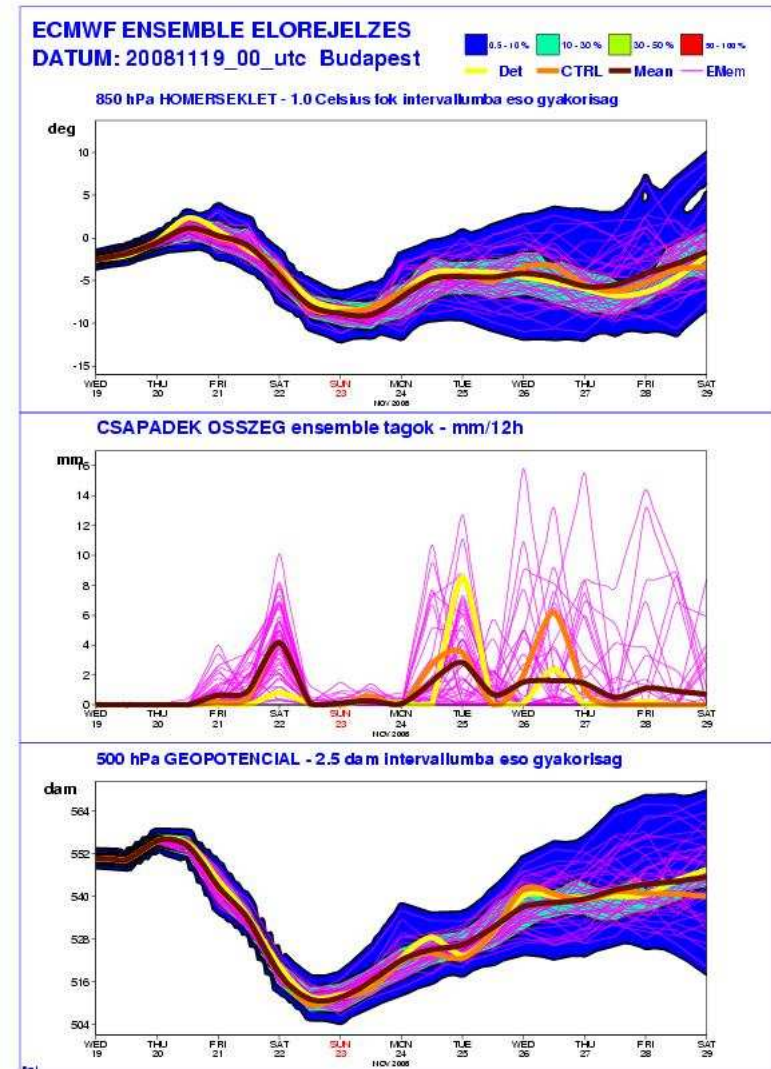 ECMWF ENSEMBLE ELOREJELZES
DATUM: 20081119_00_utc Budapest
0.5 - 10 % 10 - 30 % 30 - 50 % 50 - 100 %
Det CTRL Mean EMem
850 hPa HOMERSEKLET - 1.0 Celsius fok intervallumba eso gyakorisag
deg
10
5
0
-5
-10
-15
WED THU FRI SAT SUN MON TUE WED THU FRI SAT
19 20 21 22 23 24 25 26 27 28 29
NOV 2008
CSAPADEK OSSZEG ensemble tagok - mm/12h
mm
16
14
12
10
8
6
4
2
0
WED THU FRI SAT SUN MON TUE WED THU FRI SAT
19 20 21 22 23 24 25 26 27 28 29
NOV 2008
500 hPa GEOPOTENCIAL - 2.5 dam intervallumba eso gyakorisag
dam
564
552
540
528
516
504
WED THU FRI SAT SUN MON TUE WED THU FRI SAT
19 20 21 22 23 24 25 26 27 28 29
NOV 2008